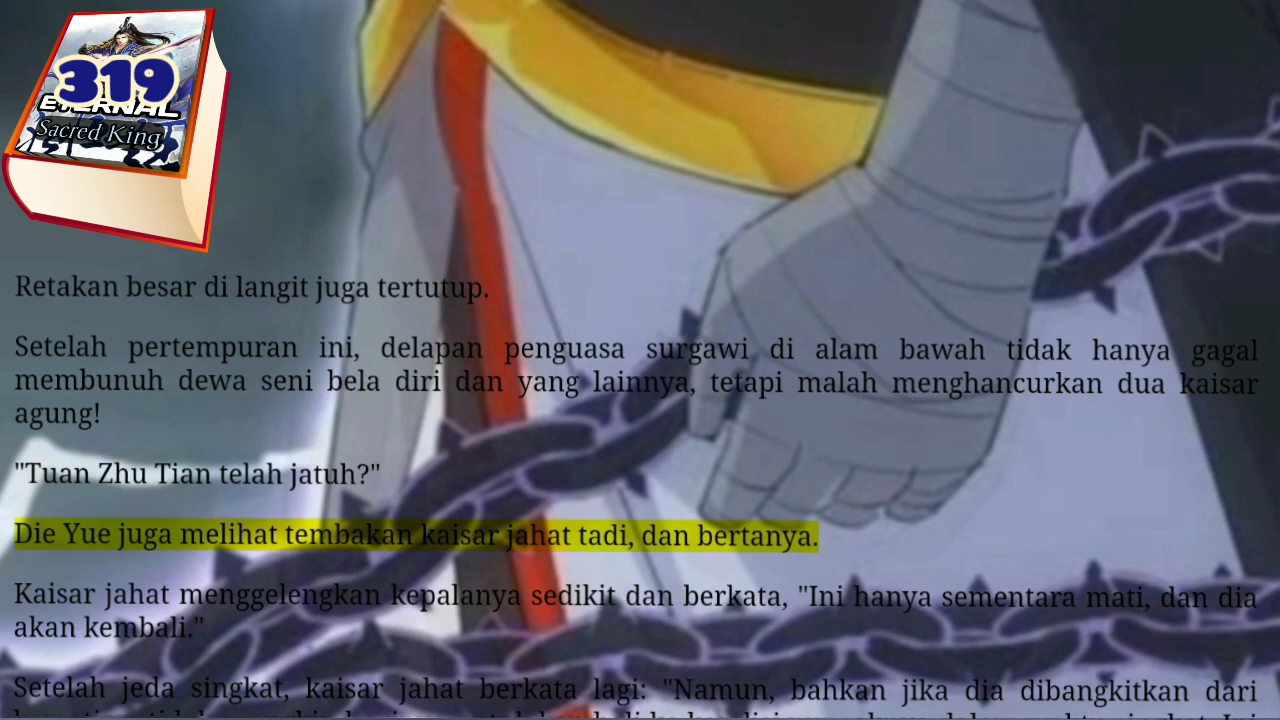 319
ETERNAL
Sacred King
Retakan besar di langit juga tertutup.
Setelah pertempuran ini, delapan penguasa surgawi di alam bawah tidak hanya gagal
membunuh dewa seni bela diri dan yang lainnya, tetapi malah menghancurkan dua kaisar
agung!
"Tuan Zhu Tian telah jatuh?"
Die Yue juga melihat tembakan kaisar jahat tadi, dan bertanya.
Kaisar jahat menggelengkan kepalanya sedikit dan berkata, "Ini hanya sementara mati, dan dia
akan kembali."
Setelah jeda singkat, kaisar jahat berkata lagi: "Namun, bahkan jika dia dibangkitkan dari